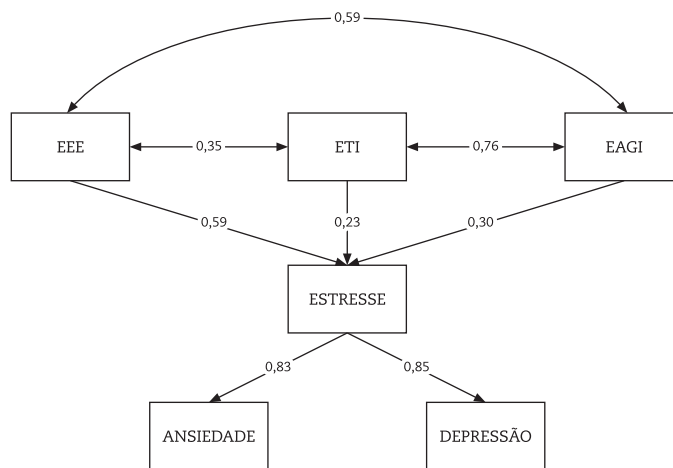 0,59
EEE
0,35
ETI
0,76
EAGI
0,59
0,23
0,30
ESTRESSE
0,83
0,85
ANSIEDADE
DEPRESSÃO